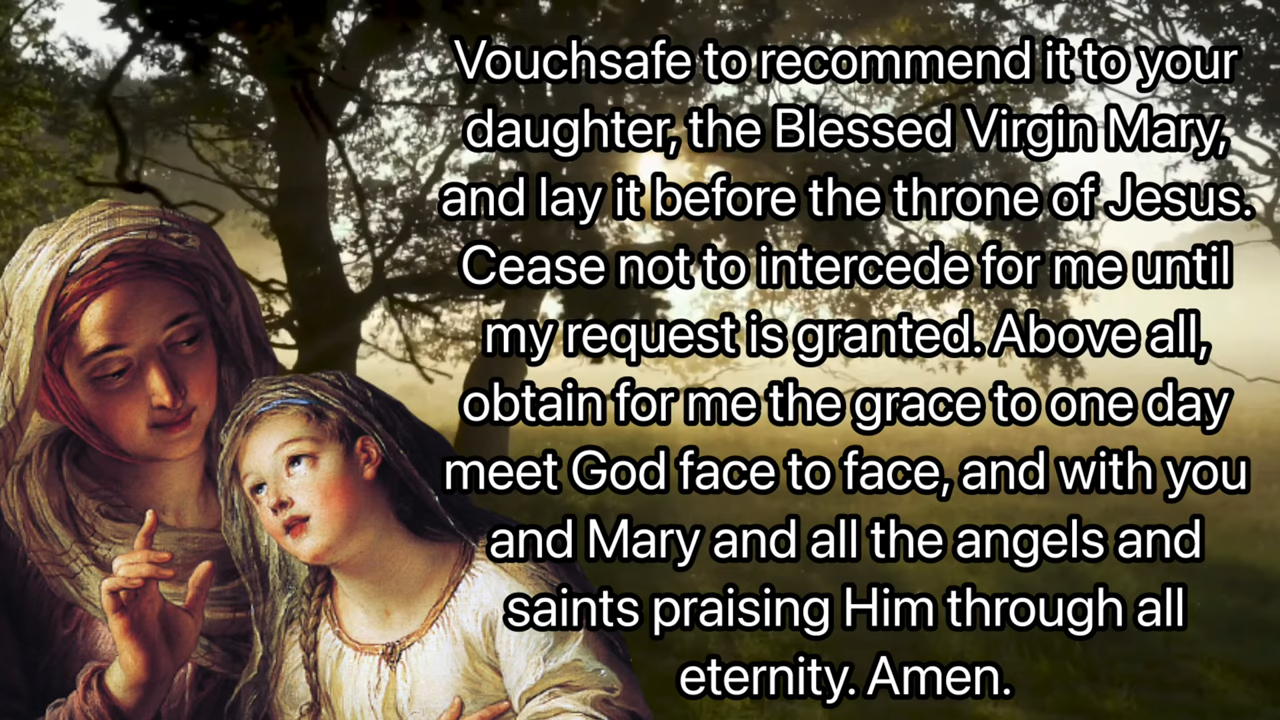 Vouchsafe to recommend it to your
daughter, the Blessed Virgin Mary,
and lay it before the throne of Jesus.
Cease not to intercede for me until
my request is granted. Above all,
obtain for me the grace to one day
meet God face to face, and with you
and Mary and all the angels and
saints praising Him through all
eternity. Amen.